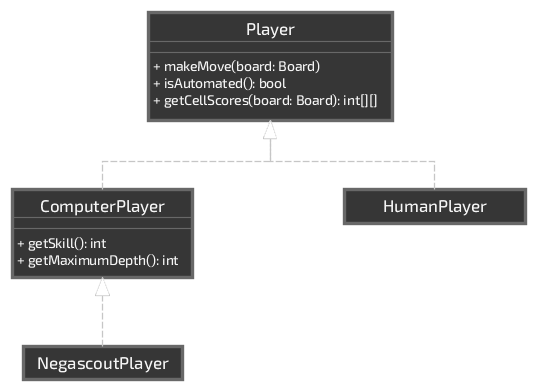 Player
+ makeMove(board: Board)
+ isAutomated(): bool
+ getCellScores(board: Board): int[][]
ComputerPlayer
+ getSkill(): int
+ getMaximumDepth(): int
HumanPlayer
NegascoutPlayer